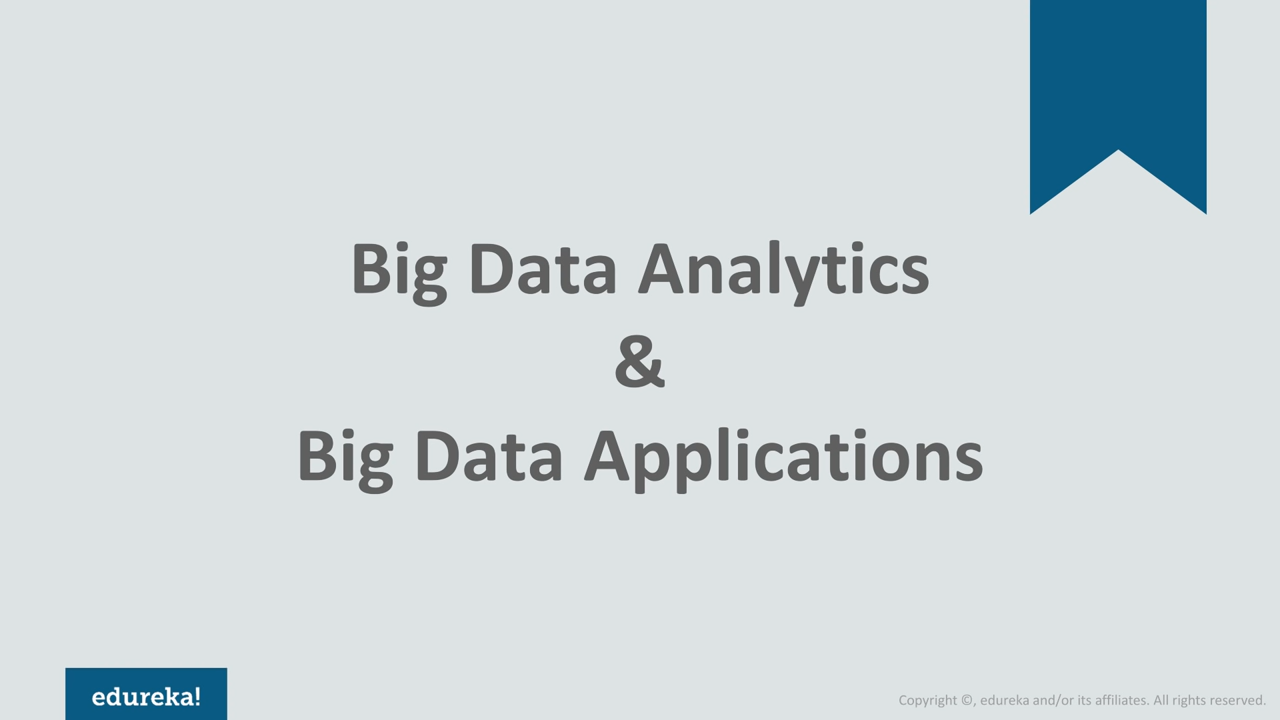 Big Data Analytics
&
Big Data Applications
edureka!
Copyright ©, edureka and/or its affiliates. All rights reserved.